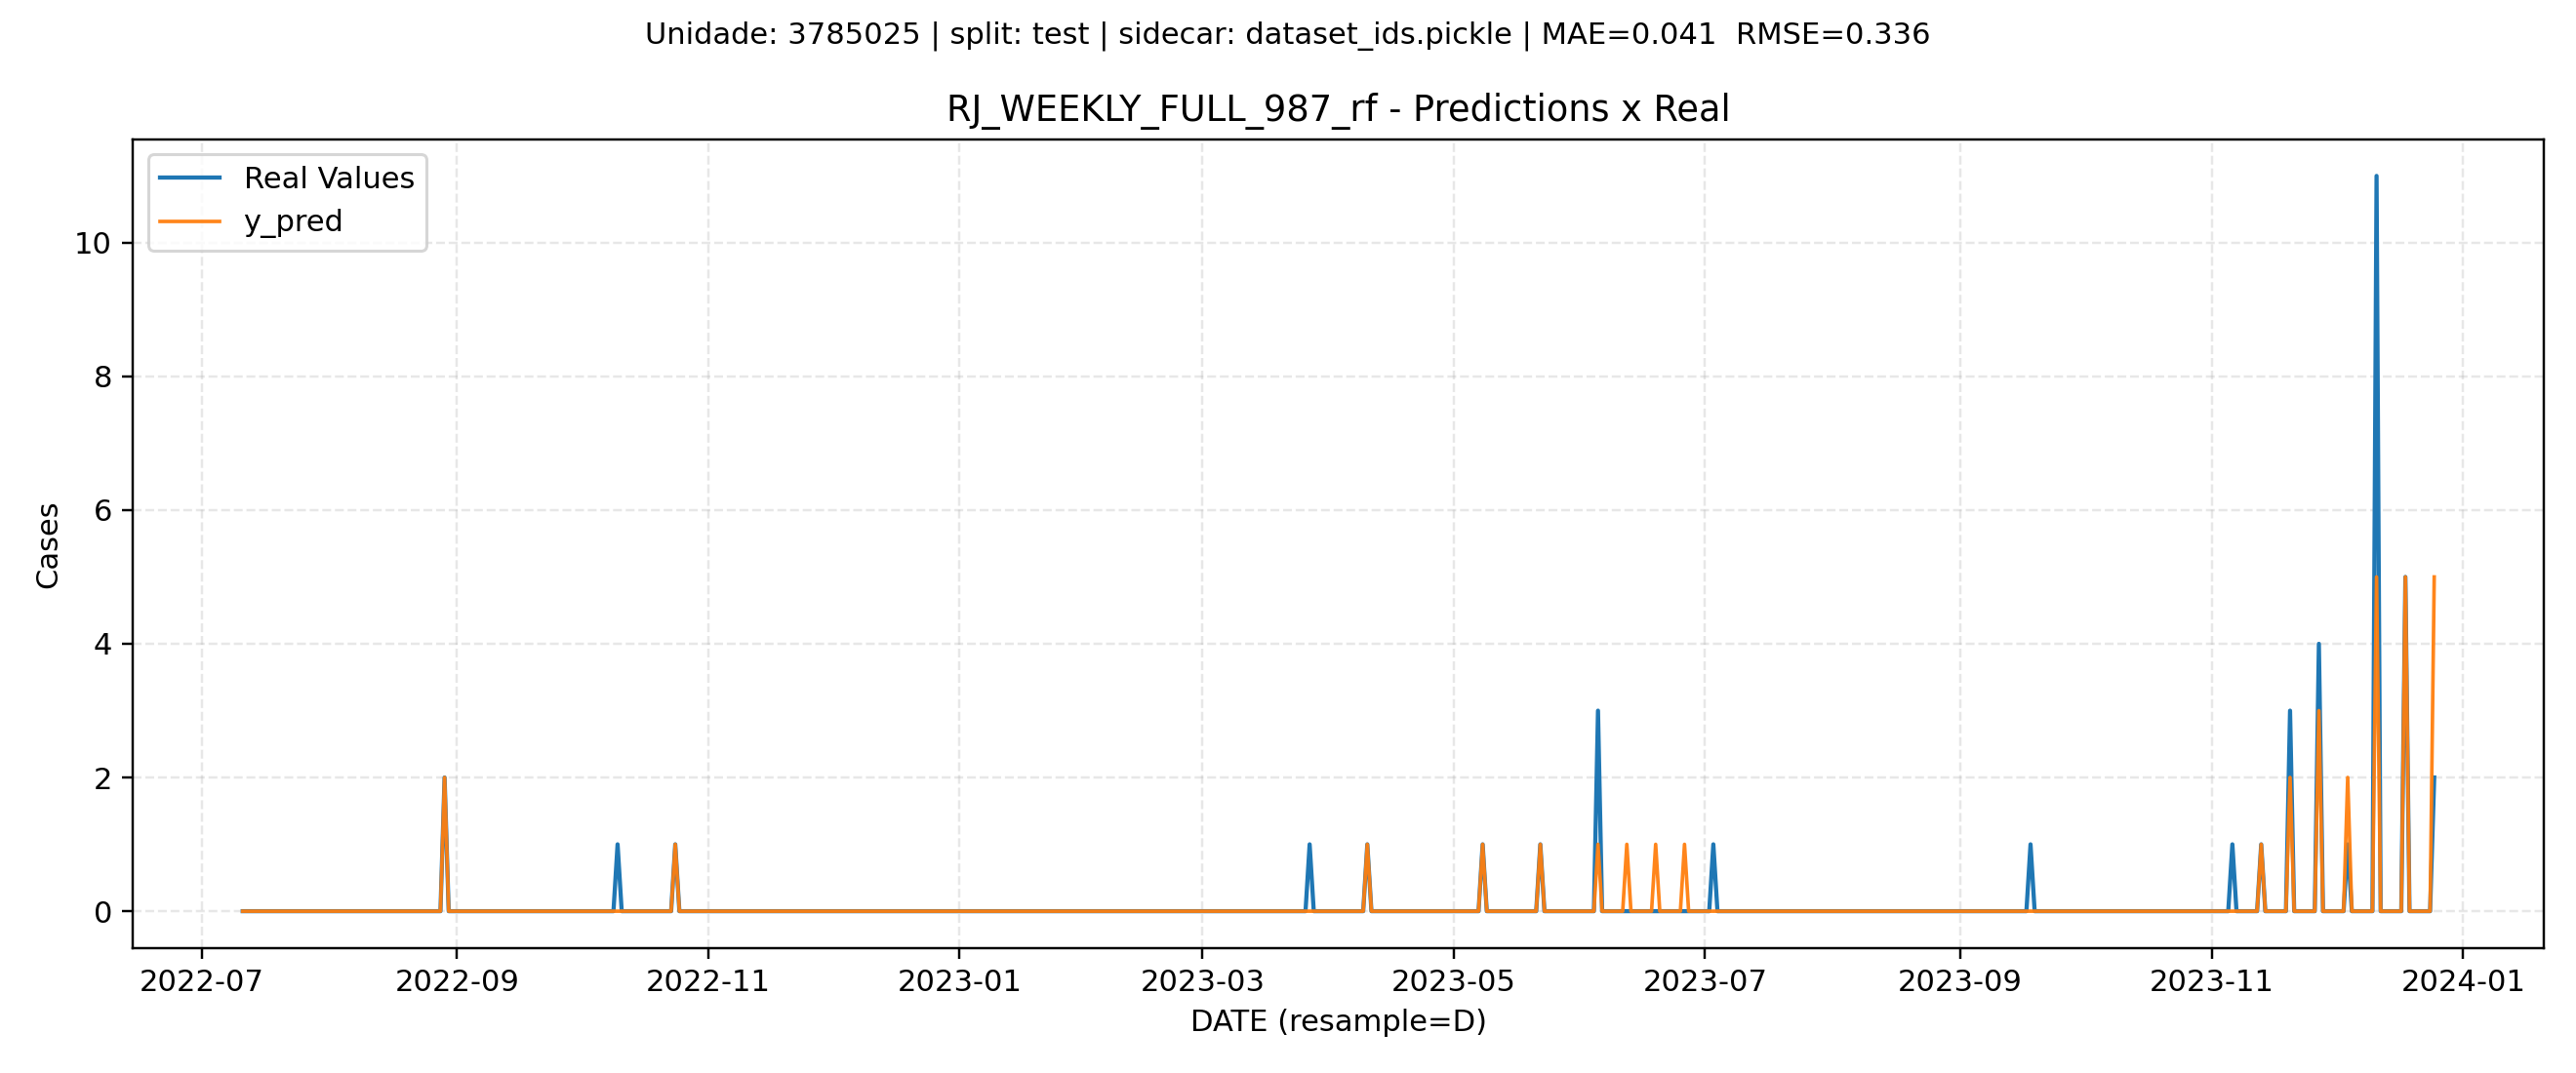 Unidade: 3785025 | split: test | sidecar: dataset_ids.pickle | MAE=0.041  RMSE=0.336
RJ_WEEKLY_FULL_987_rf - Predictions x Real
Real Values
y_pred
Cases
10
8
6
4
2
0
2022-07
2022-09
2022-11
2023-01
2023-03
2023-05
2023-07
2023-09
2023-11
2024-01
DATE (resample=D)